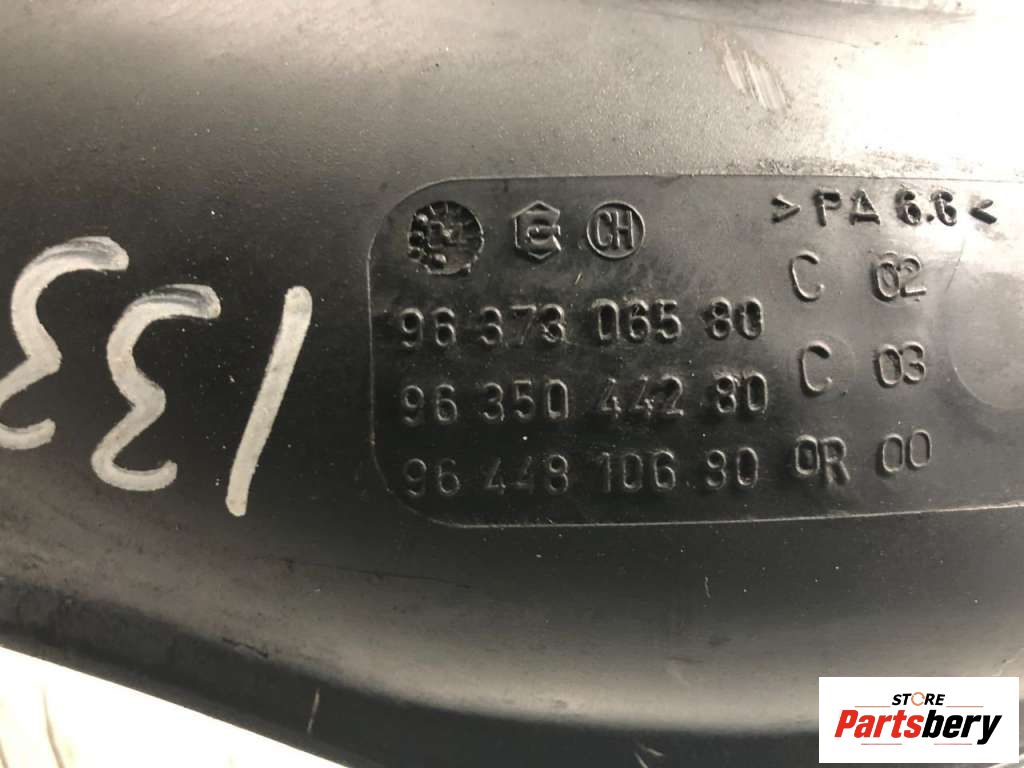 CH
>PA 6.6<
C 02
96 373 065 80
C 03
96 350 442 80
96 448 106 80 OR 00
133
STORE
Partsbery